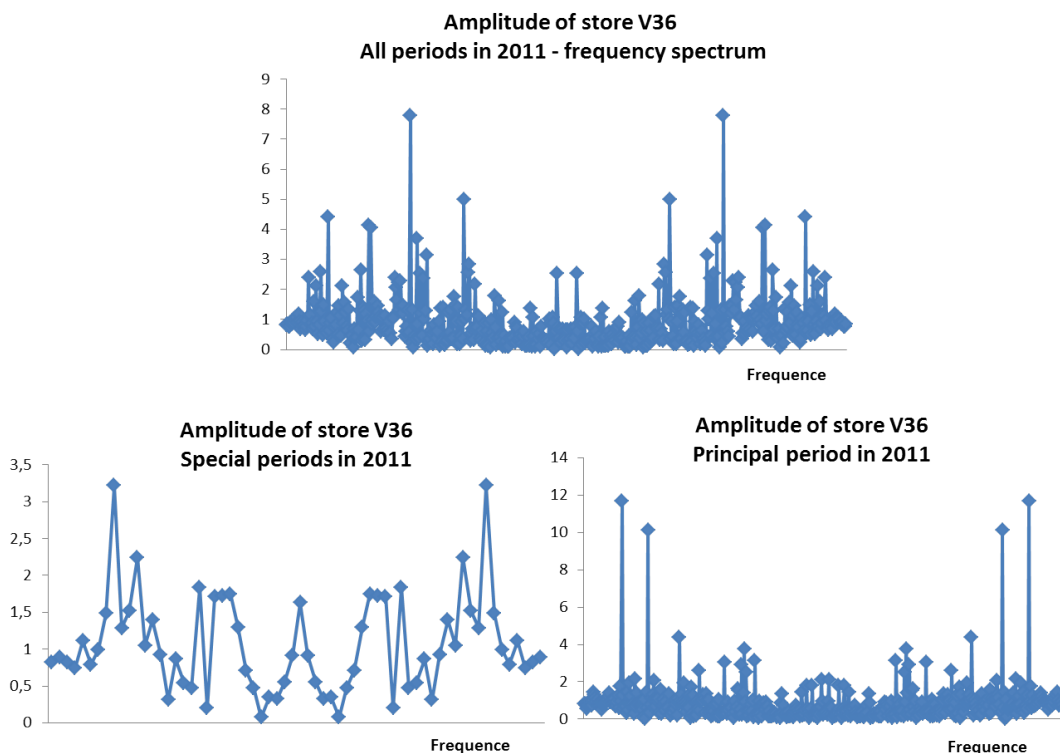 Amplitude of store V36
All periods in 2011 - frequency spectrum
9
8
7
6
5
4
3
2
1
0
Frequence
Amplitude of store V36
Special periods in 2011
3,5
3
2,5
2
1,5
1
0,5
0
Frequence
Amplitude of store V36
Principal period in 2011
14
12
10
8
6
4
2
0
Frequence